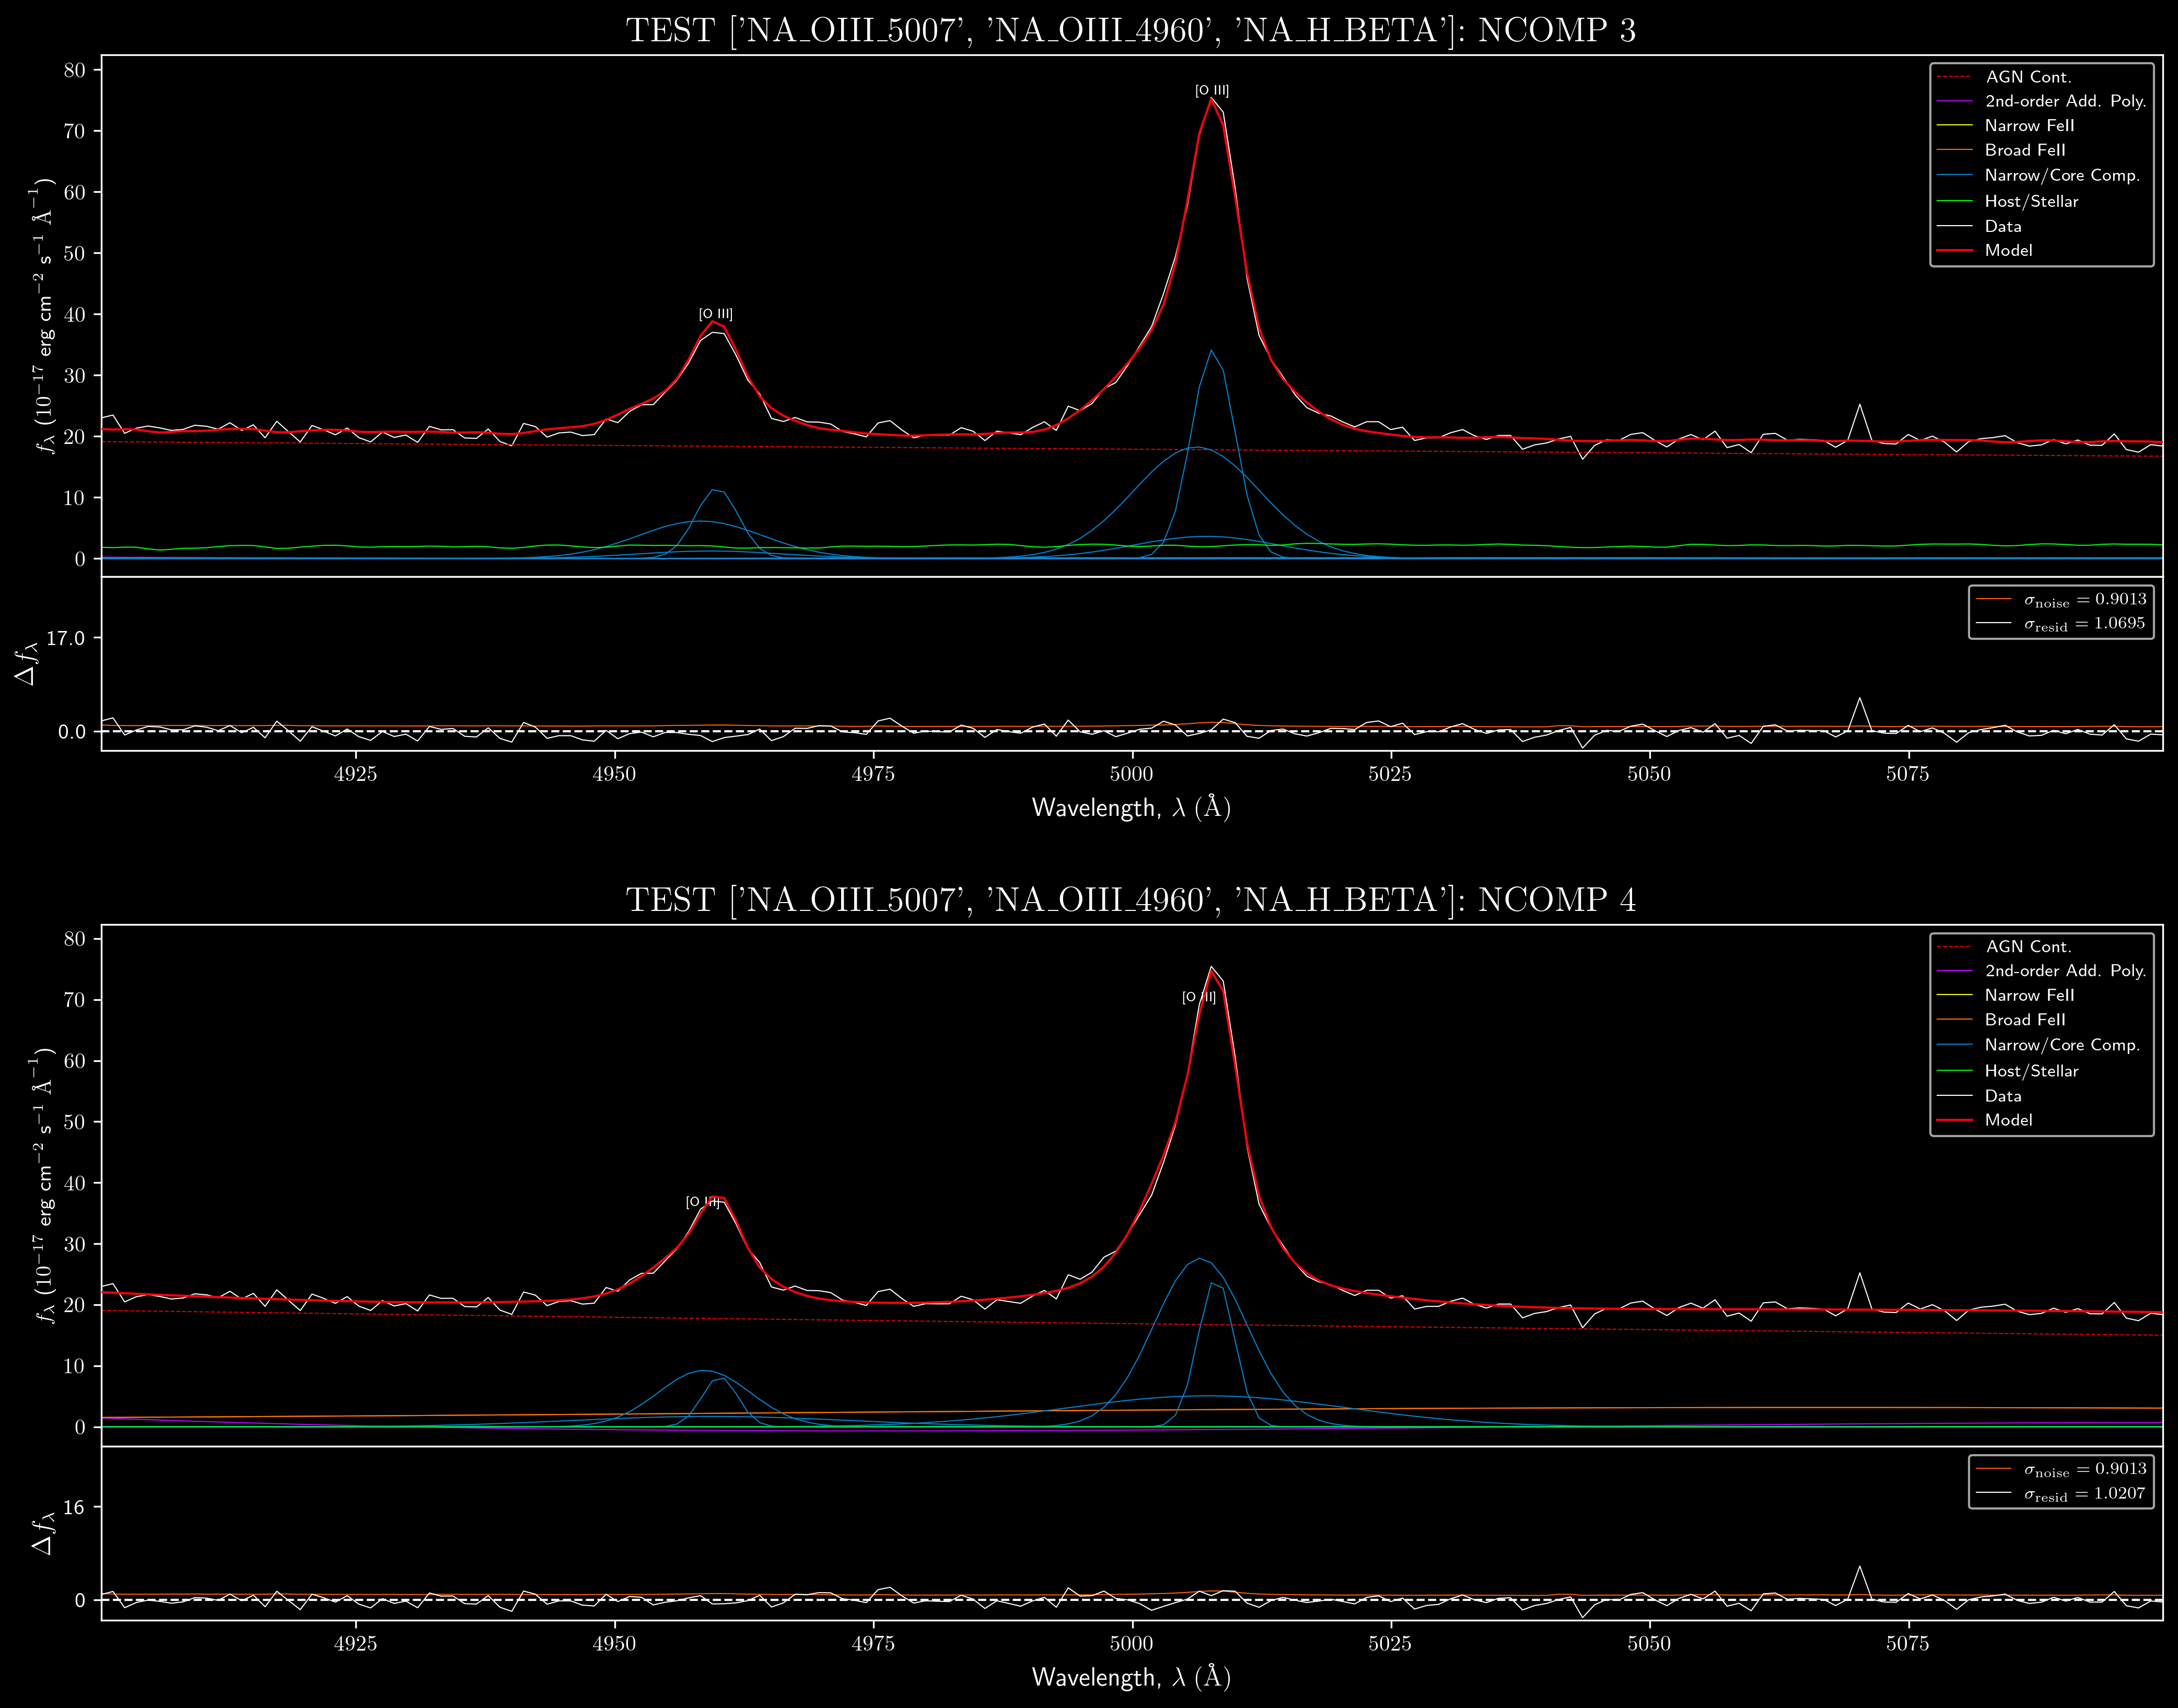 TEST ['NA_OIII_5007', 'NA_OIII_4960', 'NA_H_BETA']: NCOMP 3
80
70
60
50
40
30
20
10
0
fλ (10⁻¹⁷ erg cm⁻² s⁻¹ Å⁻¹)
[O III]
[O III]
AGN Cont.
2nd-order Add. Poly.
Narrow FeII
Broad FeII
Narrow/Core Comp.
Host/Stellar
Data
Model
17.0
0.0
Δfλ
σnoise = 0.9013
σresid = 1.0695
4925 4950 4975 5000 5025 5050 5075
Wavelength, λ (Å)
TEST ['NA_OIII_5007', 'NA_OIII_4960', 'NA_H_BETA']: NCOMP 4
80
70
60
50
40
30
20
10
0
fλ (10⁻¹⁷ erg cm⁻² s⁻¹ Å⁻¹)
[O III]
[O III]
AGN Cont.
2nd-order Add. Poly.
Narrow FeII
Broad FeII
Narrow/Core Comp.
Host/Stellar
Data
Model
16
0
Δfλ
σnoise = 0.9013
σresid = 1.0207
4925 4950 4975 5000 5025 5050 5075
Wavelength, λ (Å)